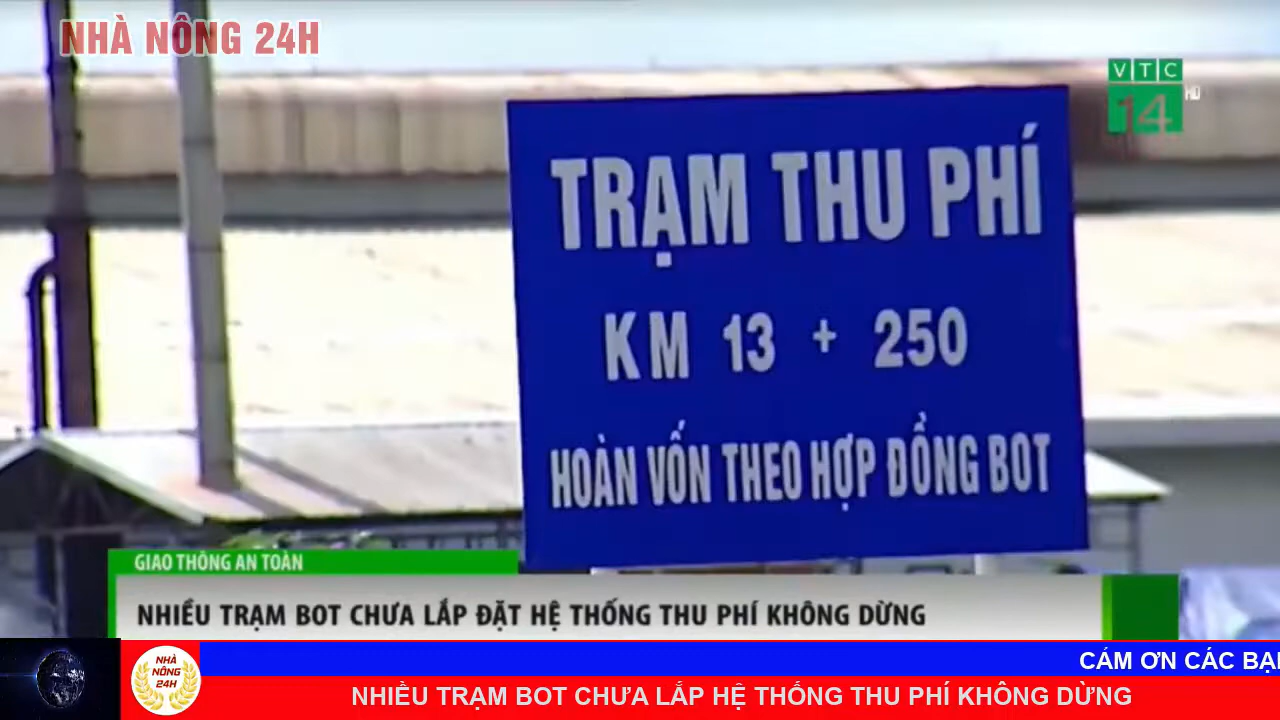 NHÀ NÔNG 24H
VTC
14
HD
TRẠM THU PHÍ
KM 13 + 250
HOÀN VỐN THEO HỢP ĐỒNG BOT
GIAO THÔNG AN TOÀN
NHIỀU TRẠM BOT CHƯA LẮP ĐẶT HỆ THỐNG THU PHÍ KHÔNG DỪNG
NHÀ
NÔNG
24H
CÁM ƠN CÁC BẠ
NHIỀU TRẠM BOT CHƯA LẮP HỆ THỐNG THU PHÍ KHÔNG DỪNG